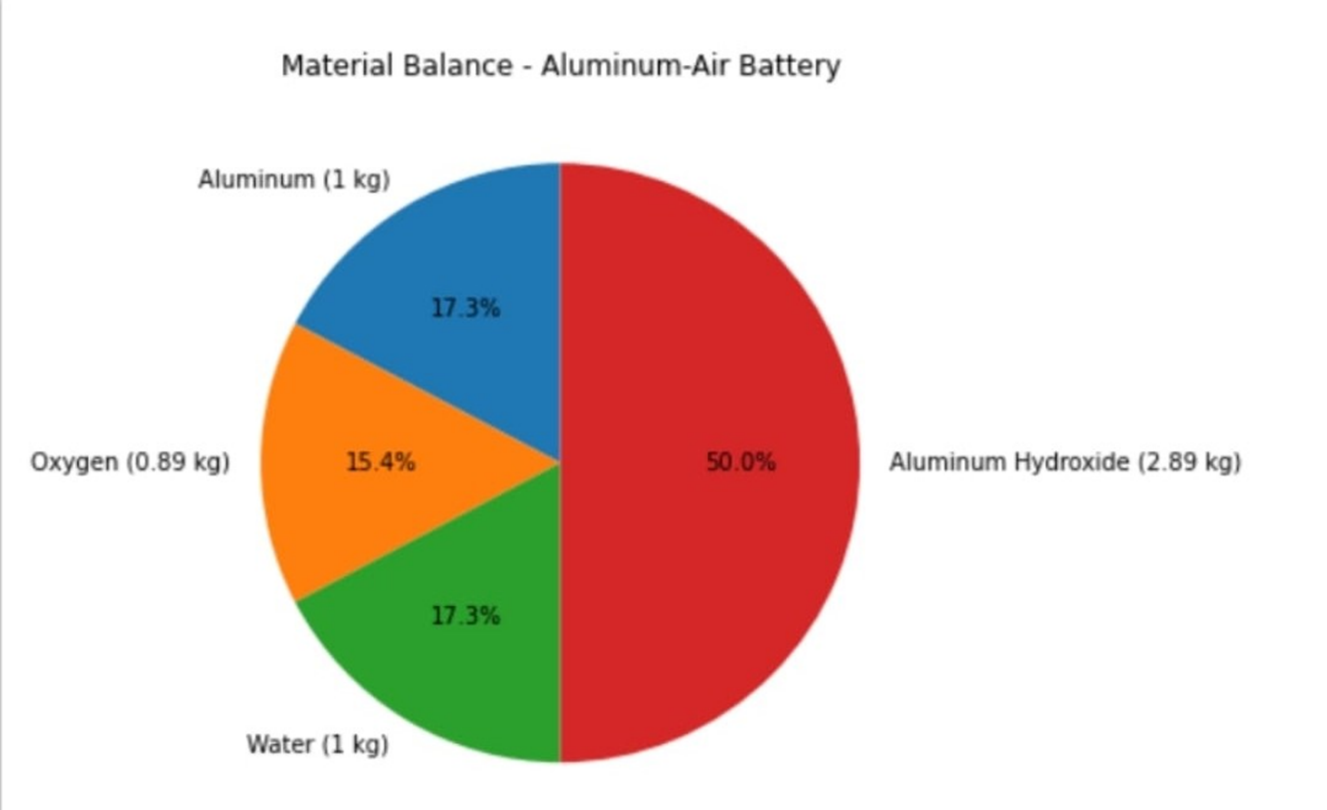 Material Balance - Aluminum-Air Battery
Aluminum (1 kg)
17.3%
Oxygen (0.89 kg)
15.4%
50.0%
Aluminum Hydroxide (2.89 kg)
17.3%
Water (1 kg)